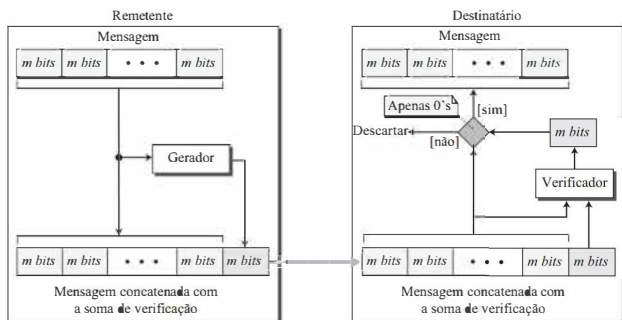 Remetente
Mensagem
m bits m bits • • • m bits
Gerador
m bits m bits • • • m bits m bits
Mensagem concatenada com
a soma de verificação
Destinatário
Mensagem
m bits m bits • • • m bits
Apenas 0's
[sim]
Descartar
[não]
m bits
Verificador
m bits m bits • • • m bits m bits
Mensagem concatenada com
a soma de verificação